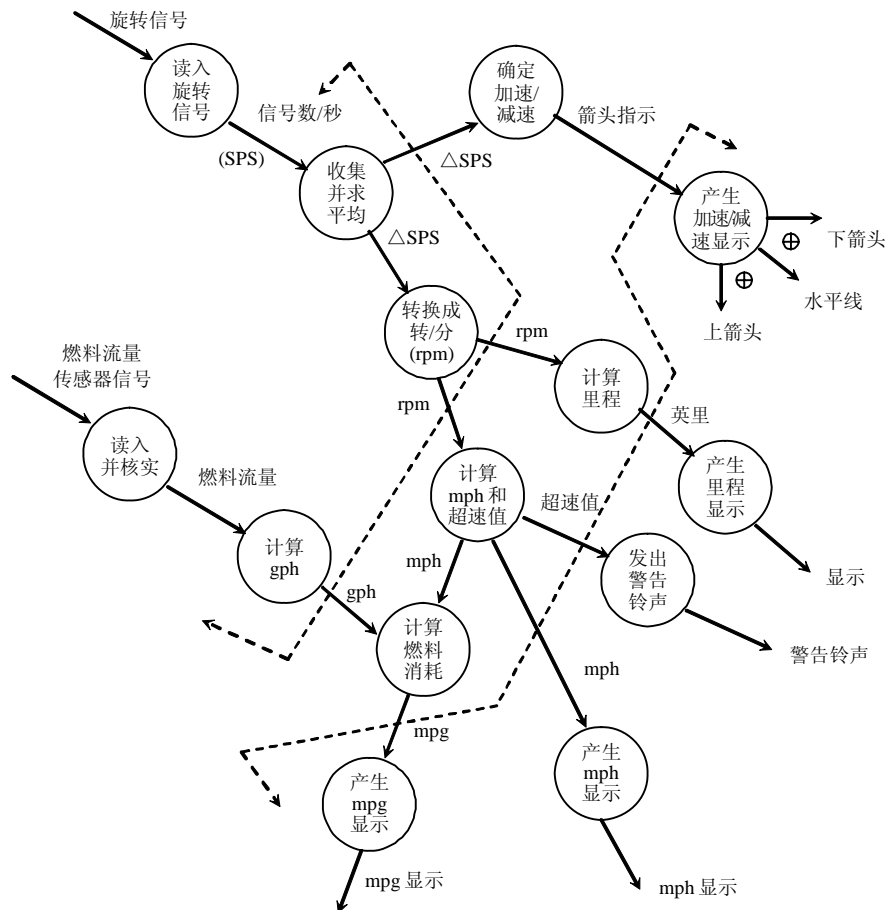 旋转信号
读入
旋转
信号
信号数/秒
(SPS)
收集
并求
平均
△SPS
△SPS
确定
加速/
减速
箭头指示
产生
加速/减
速显示
⊕
下箭头
⊕
水平线
上箭头
转换成
转/分
(rpm)
rpm
rpm
计算
里程
英里
产生
里程
显示
显示
燃料流量
传感器信号
读入
并核实
燃料流量
计算
gph
gph
计算
mph 和
超速值
超速值
mph
发出
警告
铃声
警告铃声
计算
燃料
消耗
mph
mpg
产生
mpg
显示
mpg 显示
产生
mph
显示
mph 显示